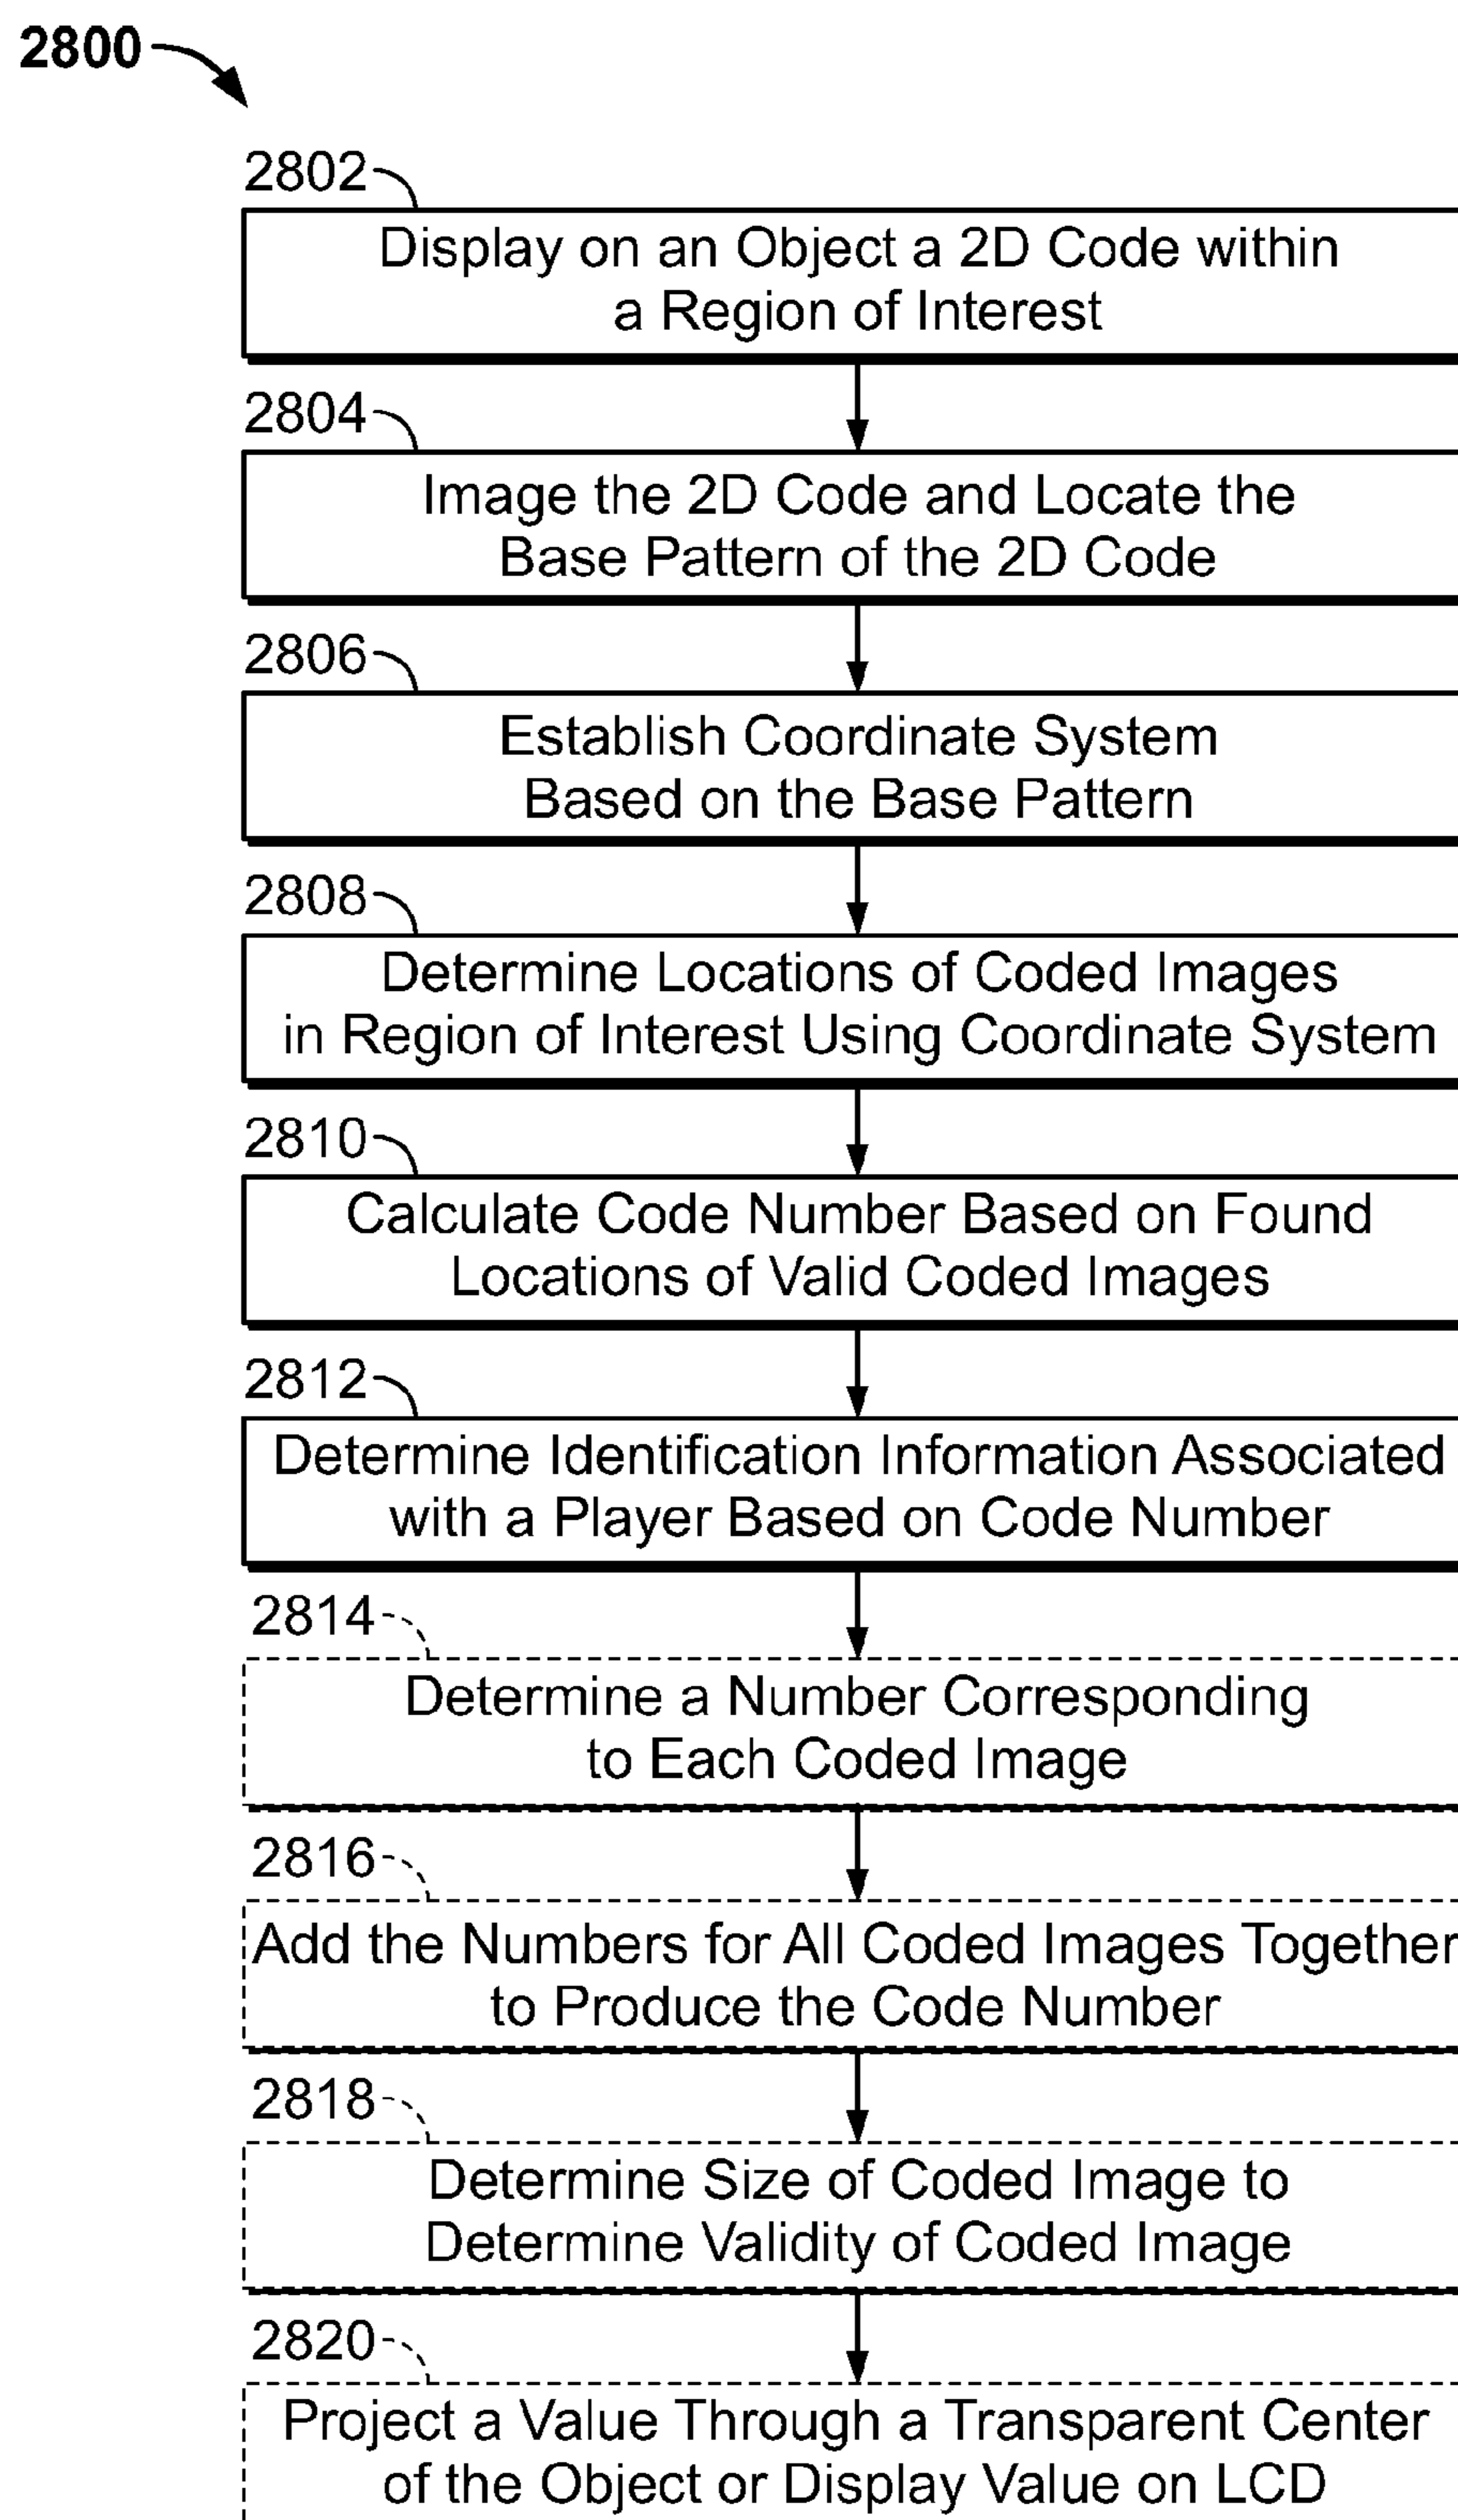 2800
2802
Display on an Object a 2D Code within
a Region of Interest
2804
Image the 2D Code and Locate the
Base Pattern of the 2D Code
2806
Establish Coordinate System
Based on the Base Pattern
2808
Determine Locations of Coded Images
in Region of Interest Using Coordinate System
2810
Calculate Code Number Based on Found
Locations of Valid Coded Images
2812
Determine Identification Information Associated
with a Player Based on Code Number
2814
Determine a Number Corresponding
to Each Coded Image
2816
Add the Numbers for All Coded Images Together
to Produce the Code Number
2818
Determine Size of Coded Image to
Determine Validity of Coded Image
2820
Project a Value Through a Transparent Center
of the Object or Display Value on LCD